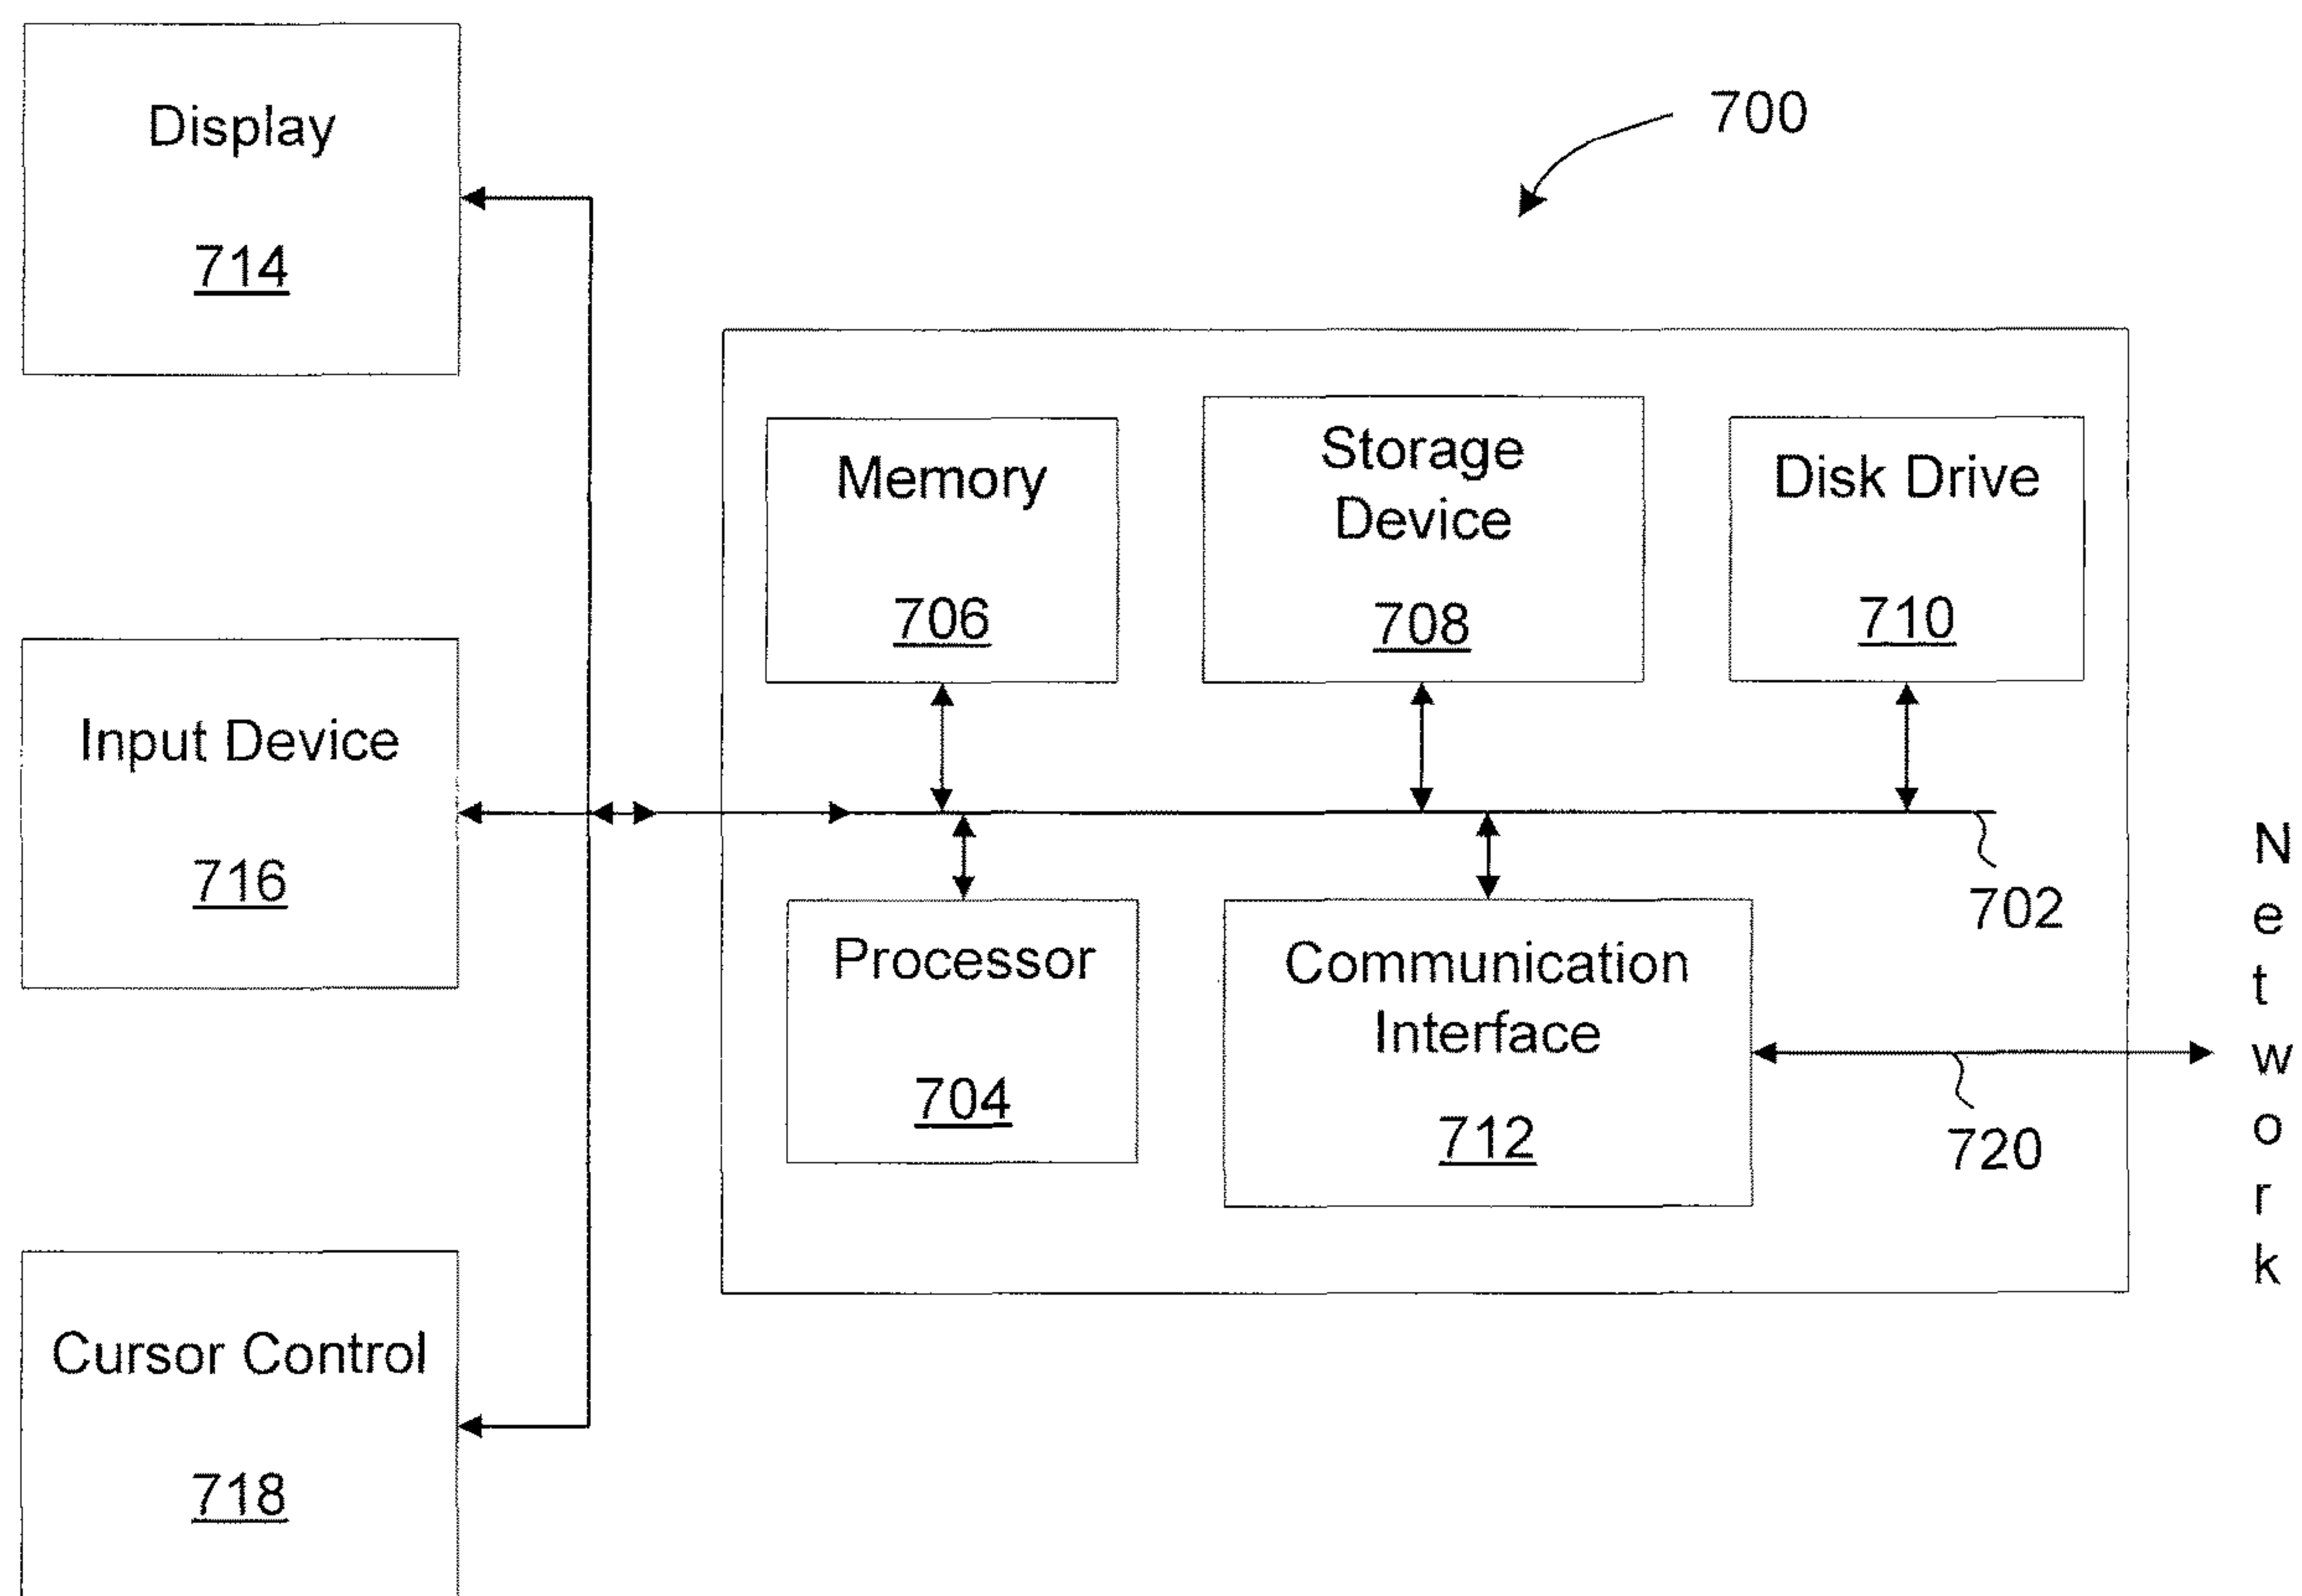 Display
714
700
Memory
706
Storage
Device
708
Disk Drive
710
Input Device
716
702
Processor
704
Communication
Interface
712
720
Network
Cursor Control
718